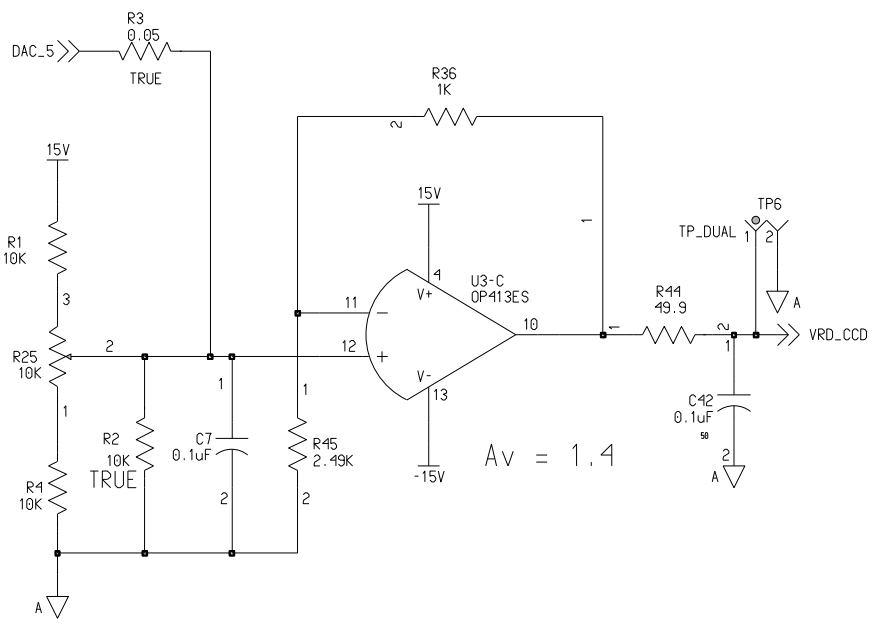 R3
0.05
DAC_5
TRUE
R36
1K
2
15V
15V
1
TP6
TP_DUAL
1
2
R1
10K
4
V+
U3-C
OP413ES
3
11
R44
49.9
A
10
1
2
VRD_CCD
R25
10K
2
12
1
V-
13
1
1
1
C42
0.1uF
50
R2
10K
TRUE
C7
0.1uF
R45
2.49K
Av = 1.4
2
-15V
A
R4
10K
2
2
A